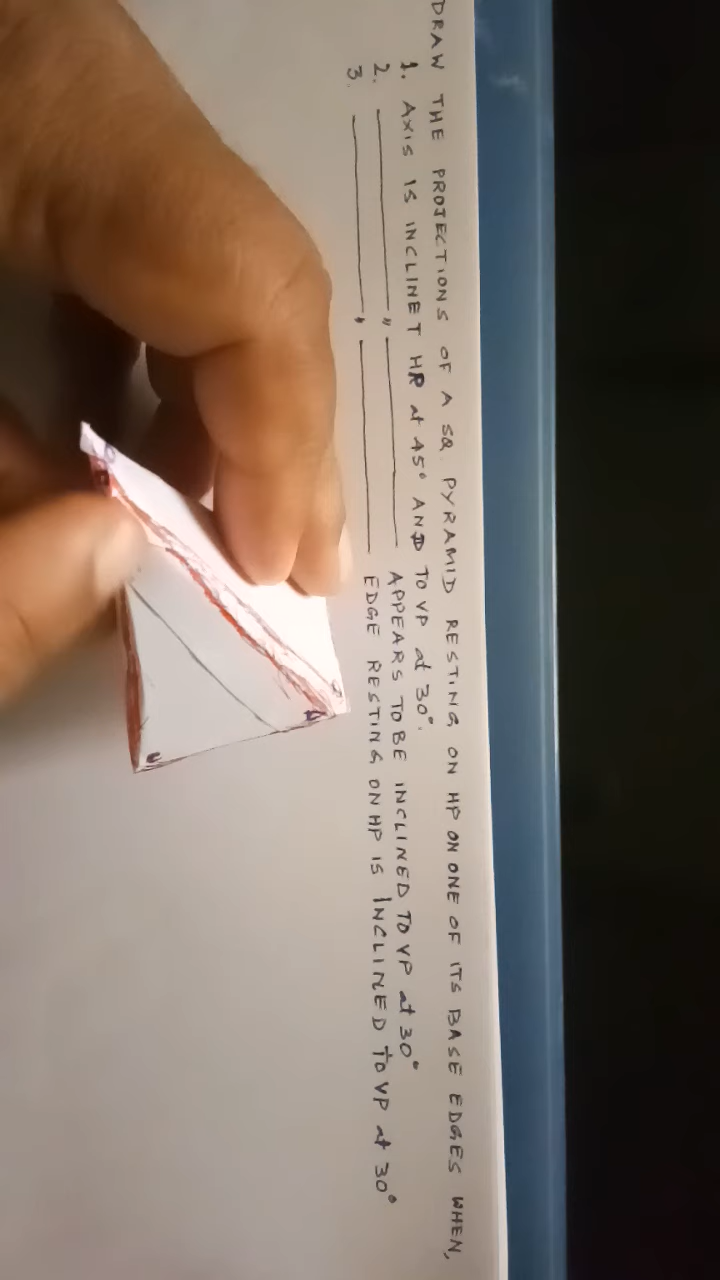 DRAW THE PROJECTIONS OF A SQ. PYRAMID RESTING ON HP ON ONE OF ITS BASE EDGES WHEN,
1. AXIS IS INCLINET HR at 45° AND TO VP at 30°.
2. ———— " ———— APPEARS TO BE INCLINED TO VP at 30°
3. ———— " ———— EDGE RESTING ON HP IS INCLINED TO VP at 30°